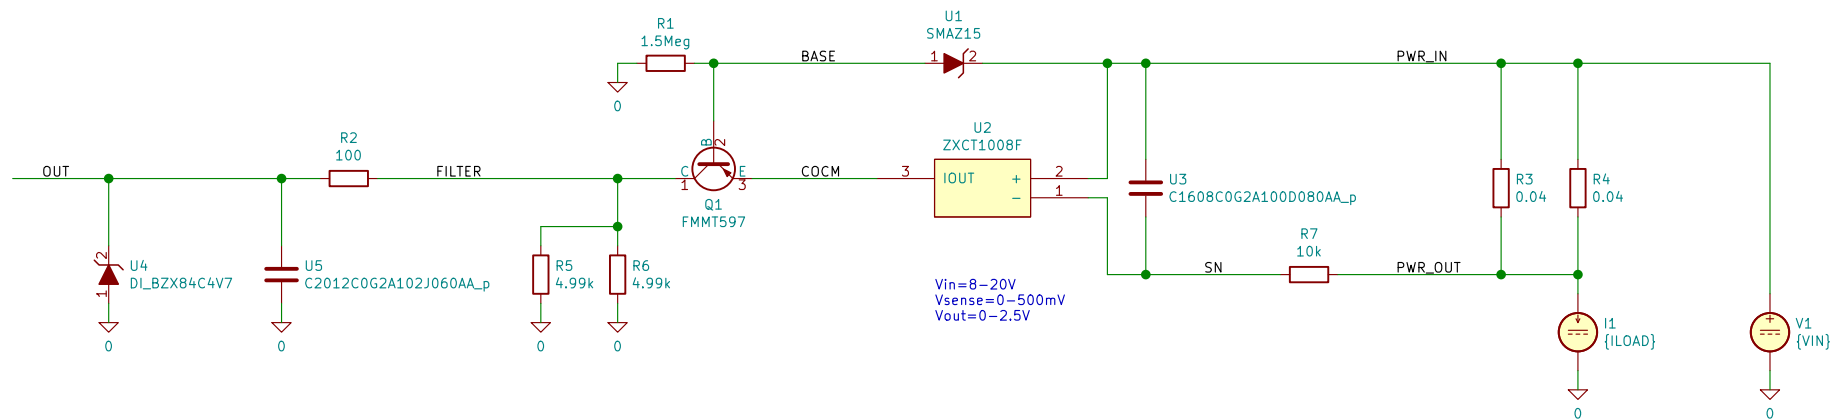 U1
SMAZ15
R1
1.5Meg
1
2
BASE
PWR_IN
0
U2
ZXCT1008F
R2
100
B
2
OUT
FILTER
C
1
E
3
COCM
3
IOUT
+
2
−
1
U3
C1608C0G2A100D080AA_p
R3
0.04
R4
0.04
Q1
FMMT597
R7
10k
SN
PWR_OUT
2
1
U4
DI_BZX84C4V7
U5
C2012C0G2A102J060AA_p
R5
4.99k
R6
4.99k
Vin=8−20V
Vsense=0−500mV
Vout=0−2.5V
I1
{ILOAD}
+
V1
{VIN}
0
0
0
0
0
0